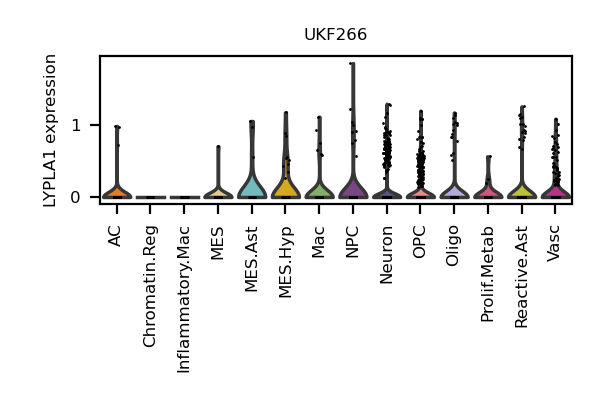 UKF266
LYPLA1 expression
1
0
AC
Chromatin.Reg
Inflammatory.Mac
MES
MES.Ast
MES.Hyp
Mac
NPC
Neuron
OPC
Oligo
Prolif.Metab
Reactive.Ast
Vasc